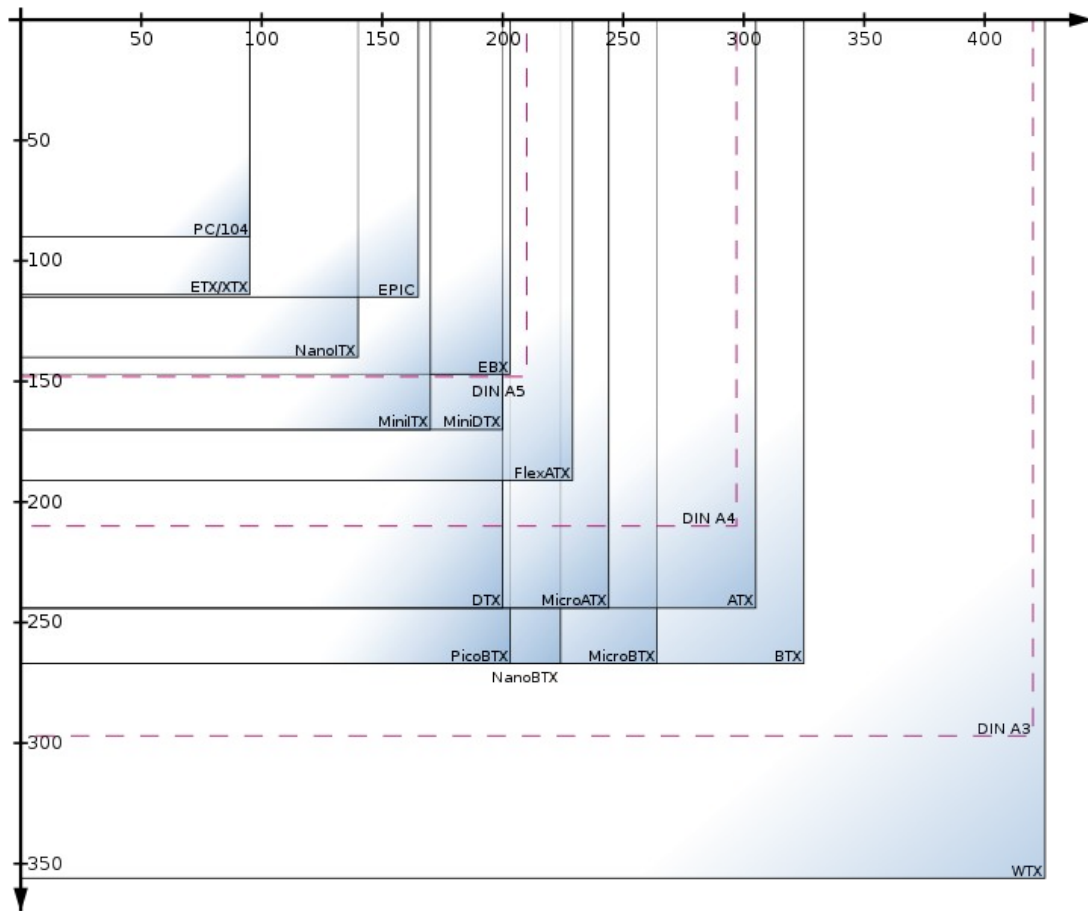 50 100 150 200 250 300 350 400
50
PC/104
100
ETX/XTX EPIC
NanoITX
EBX
150
DIN A5
MiniITX MiniDTX
FlexATX
200
DIN A4
DTX MicroATX ATX
250
PicoBTX MicroBTX BTX
NanoBTX
DIN A3
300
350
WTX